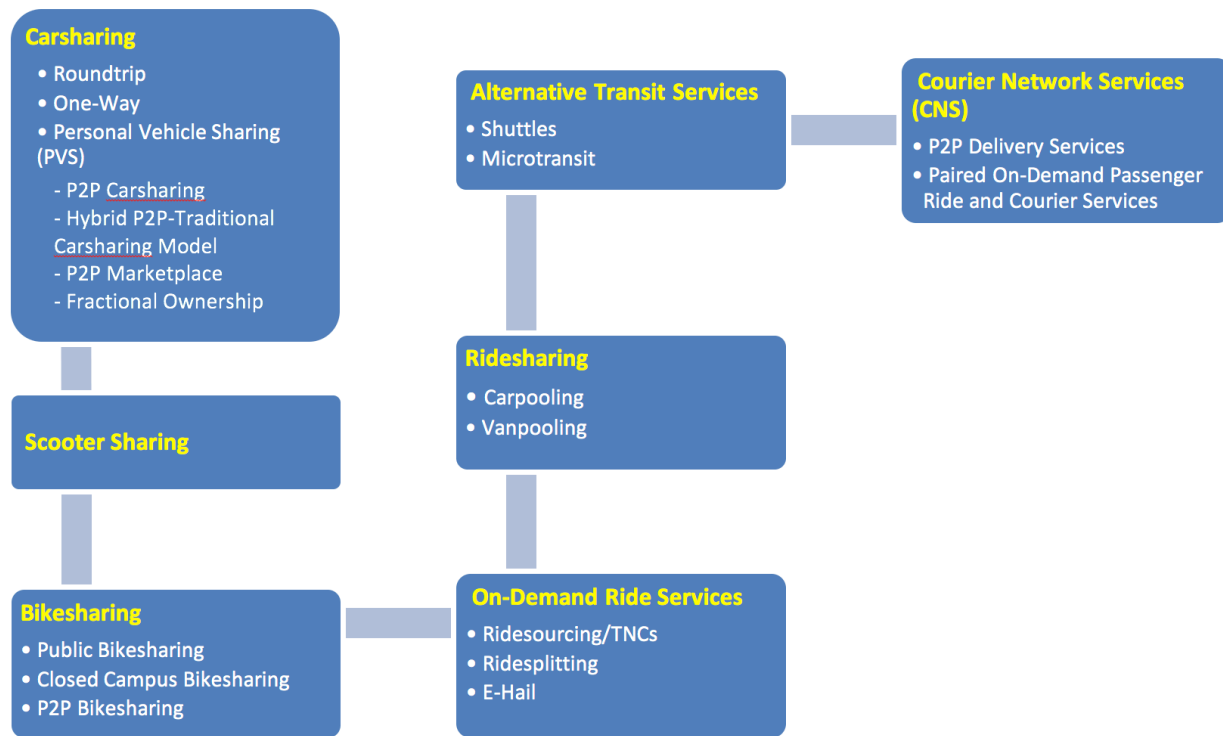 Carsharing
• Roundtrip
• One-Way
• Personal Vehicle Sharing
(PVS)
- P2P Carsharing
- Hybrid P2P-Traditional
Carsharing Model
- P2P Marketplace
- Fractional Ownership
Scooter Sharing
Bikesharing
• Public Bikesharing
• Closed Campus Bikesharing
• P2P Bikesharing
On-Demand Ride Services
• Ridesourcing/TNCs
• Ridesplitting
• E-Hail
Ridesharing
• Carpooling
• Vanpooling
Alternative Transit Services
• Shuttles
• Microtransit
Courier Network Services
(CNS)
• P2P Delivery Services
• Paired On-Demand Passenger
Ride and Courier Services